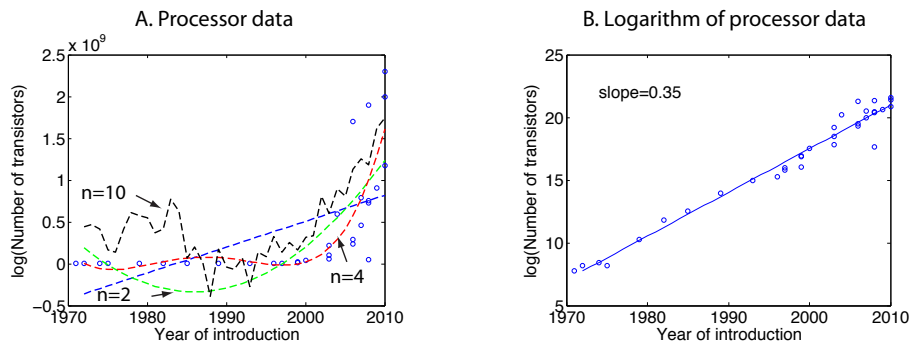 A. Processor data
x 10⁹
2.5
2
1.5
1
0.5
0
−0.5
log(Number of transistors)
n=10
n=2
n=4
1970
1980
1990
2000
2010
Year of introduction
B. Logarithm of processor data
25
20
15
10
5
log(Number of transistors)
slope=0.35
1970
1980
1990
2000
2010
Year of introduction